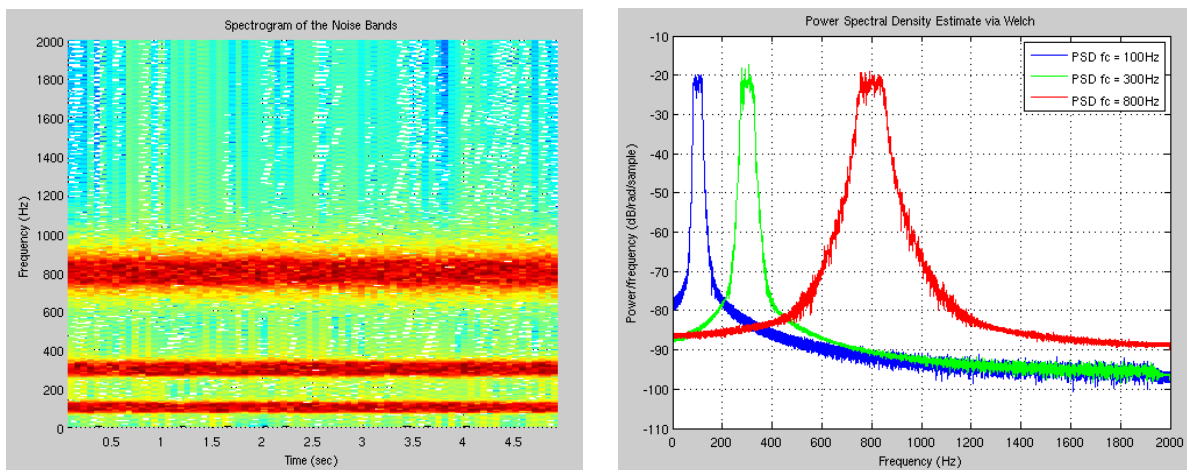 Spectrogram of the Noise Bands
2000
1800
1600
1400
1200
1000
800
600
400
200
0
Frequency (Hz)
0.5 1 1.5 2 2.5 3 3.5 4 4.5
Time (sec)
Power Spectral Density Estimate via Welch
-10
-20
-30
-40
-50
-60
-70
-80
-90
-100
-110
Power/frequency (dB/rad/sample)
PSD fc = 100Hz
PSD fc = 300Hz
PSD fc = 800Hz
0 200 400 600 800 1000 1200 1400 1600 1800 2000
Frequency (Hz)